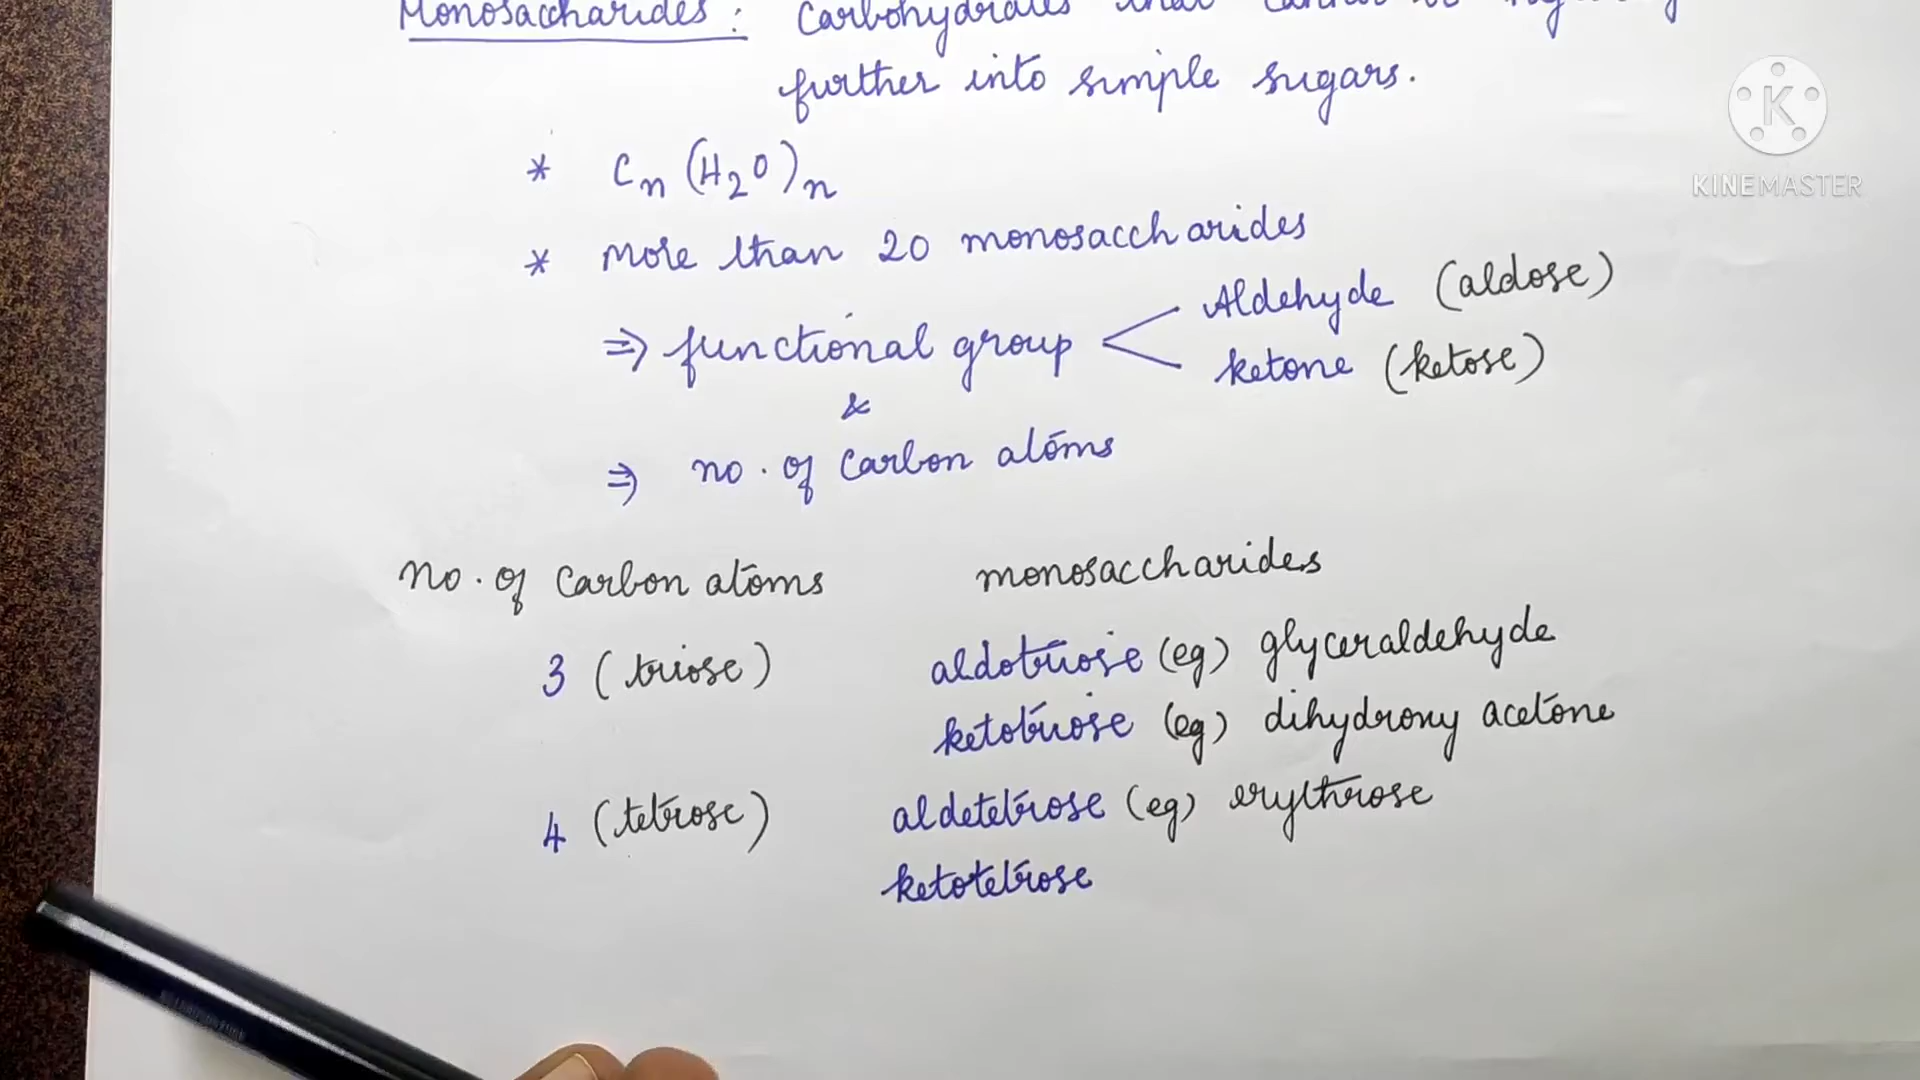 Monosaccharides : Carbohydrates that
further into simple sugars.
K
KINEMASTER
* Cn (H2O)n
* More than 20 monosaccharides
⇒ functional group < Aldehyde (aldose)
ketone (ketose)
&
⇒ no. of carbon atoms
No. of carbon atoms monosaccharides
3 (triose) aldotriose (eg) glyceraldehyde
ketotriose (eg) dihydroxy acetone
4 (tetrose) aldetetrose (eg) erythrose
ketotetrose